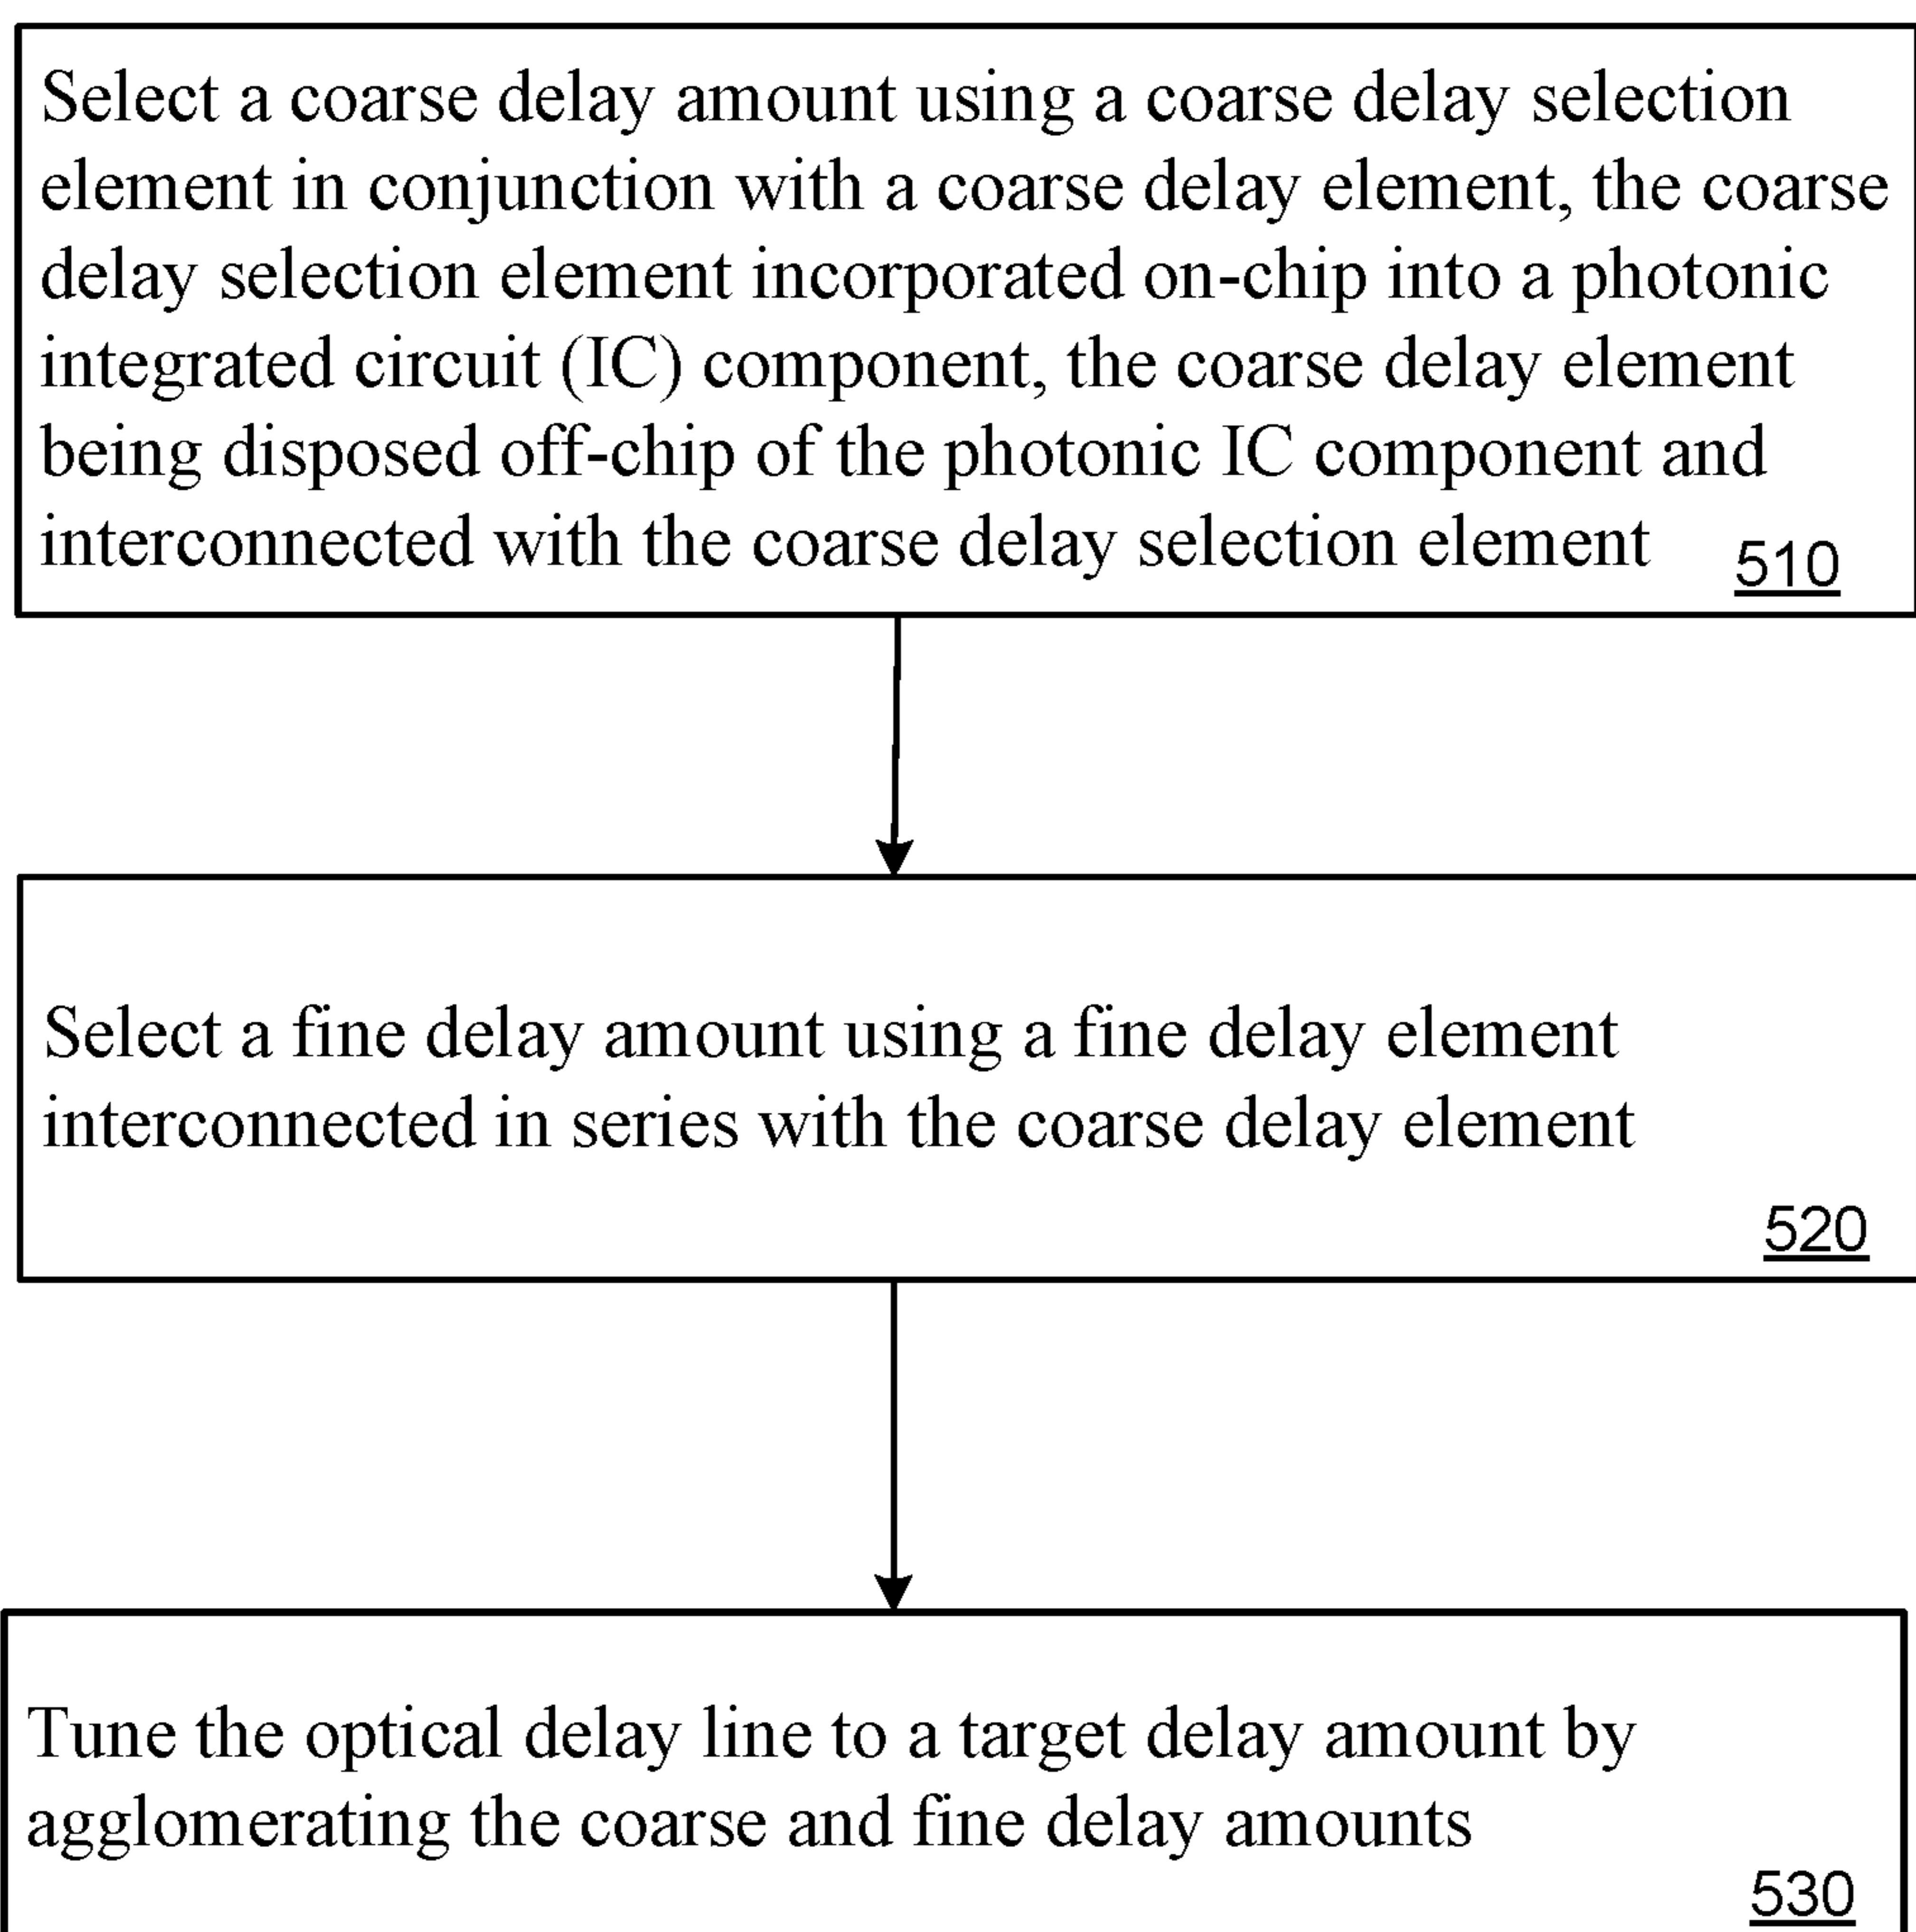 Select a coarse delay amount using a coarse delay selection
element in conjunction with a coarse delay element, the coarse
delay selection element incorporated on-chip into a photonic
integrated circuit (IC) component, the coarse delay element
being disposed off-chip of the photonic IC component and
interconnected with the coarse delay selection element
510
Select a fine delay amount using a fine delay element
interconnected in series with the coarse delay element
520
Tune the optical delay line to a target delay amount by
agglomerating the coarse and fine delay amounts
530